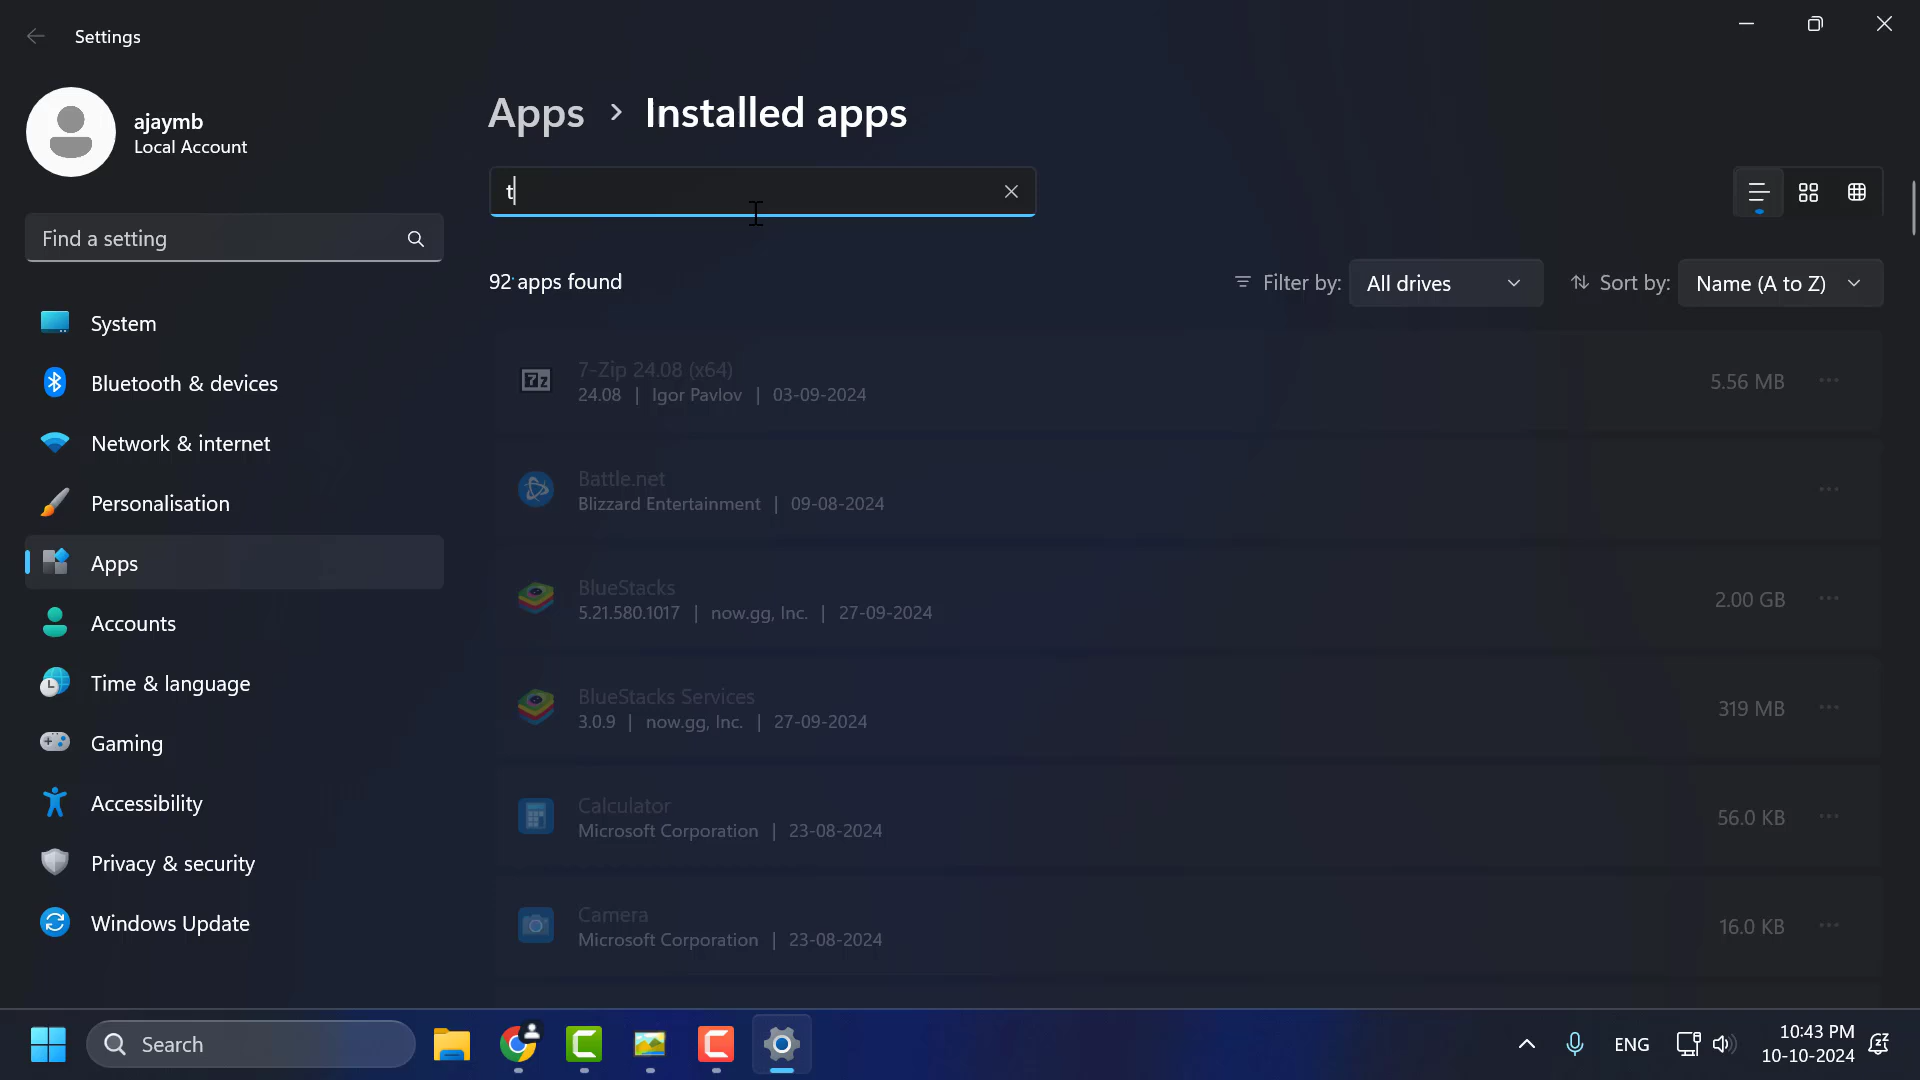 Settings
ajaymb
Local Account
Find a setting
System
Bluetooth & devices
Network & internet
Personalisation
Apps
Accounts
Time & language
Gaming
Accessibility
Privacy & security
Windows Update
Apps > Installed apps
t
92 apps found
Filter by: All drives
Sort by: Name (A to Z)
7-Zip 24.08 (x64)
24.08 | Igor Pavlov | 03-09-2024
5.56 MB
Battle.net
Blizzard Entertainment | 09-08-2024
BlueStacks
5.21.580.1017 | now.gg, Inc. | 27-09-2024
2.00 GB
BlueStacks Services
3.0.9 | now.gg, Inc. | 27-09-2024
319 MB
Calculator
Microsoft Corporation | 23-08-2024
56.0 KB
Camera
Microsoft Corporation | 23-08-2024
16.0 KB
Search
ENG
10:43 PM
10-10-2024